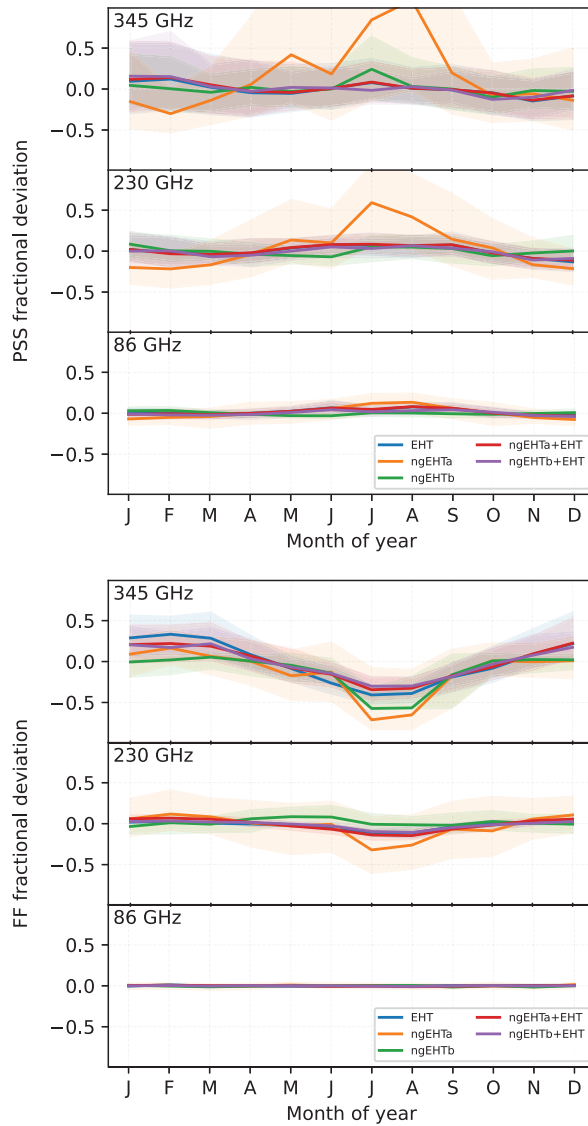 345 GHz
0.5
0.0
−0.5
230 GHz
0.5
0.0
−0.5
86 GHz
0.5
0.0
−0.5
PSS fractional deviation
EHT
ngEHTa
ngEHTb
ngEHTa+EHT
ngEHTb+EHT
J F M A M J J A S O N D
Month of year
345 GHz
0.5
0.0
−0.5
230 GHz
0.5
0.0
−0.5
86 GHz
0.5
0.0
−0.5
FF fractional deviation
EHT
ngEHTa
ngEHTb
ngEHTa+EHT
ngEHTb+EHT
J F M A M J J A S O N D
Month of year